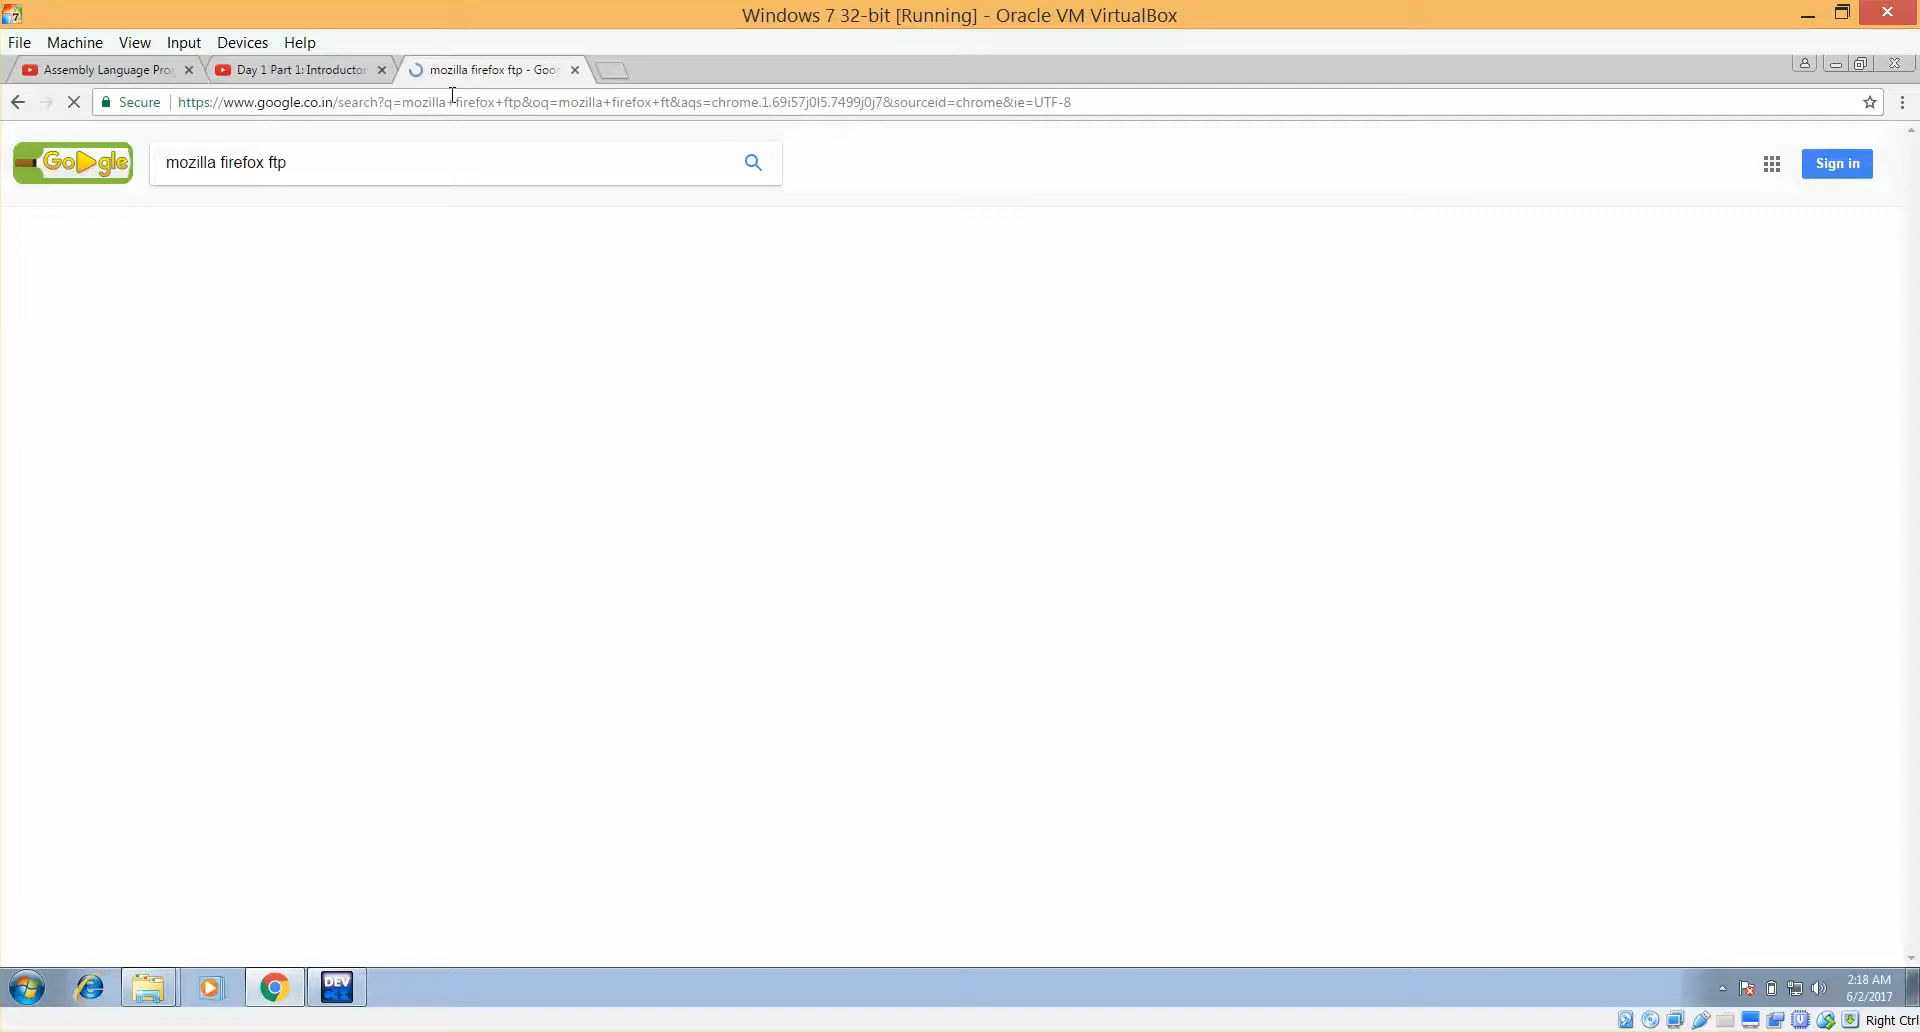 Windows 7 32-bit [Running] - Oracle VM VirtualBox
File Machine View Input Devices Help
Assembly Language Pro
Day 1 Part 1: Introductor
mozilla firefox ftp - Goo
Secure
https://www.google.co.in/search?q=mozilla+firefox+ftp&oq=mozilla+firefox+ft&aqs=chrome.1.69i57j0l5.7499j0j7&sourceid=chrome&ie=UTF-8
Google
mozilla firefox ftp
Sign in
DEV
2:18 AM
6/2/2017
Right Ctrl